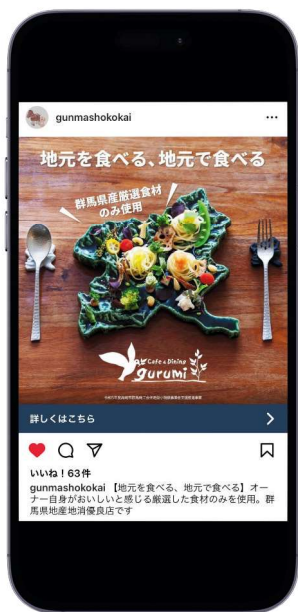 gunmashokokai
地元を食べる、地元で食べる
群馬県産厳選食材
のみ使用
Cafe & Dining
gurumi
詳しくはこちら
いいね！63件
gunmashokokai 【地元を食べる、地元で食べる】オー
ナー自身がおいしいと感じる厳選した食材のみを使用。群
馬県地産地消優良店です